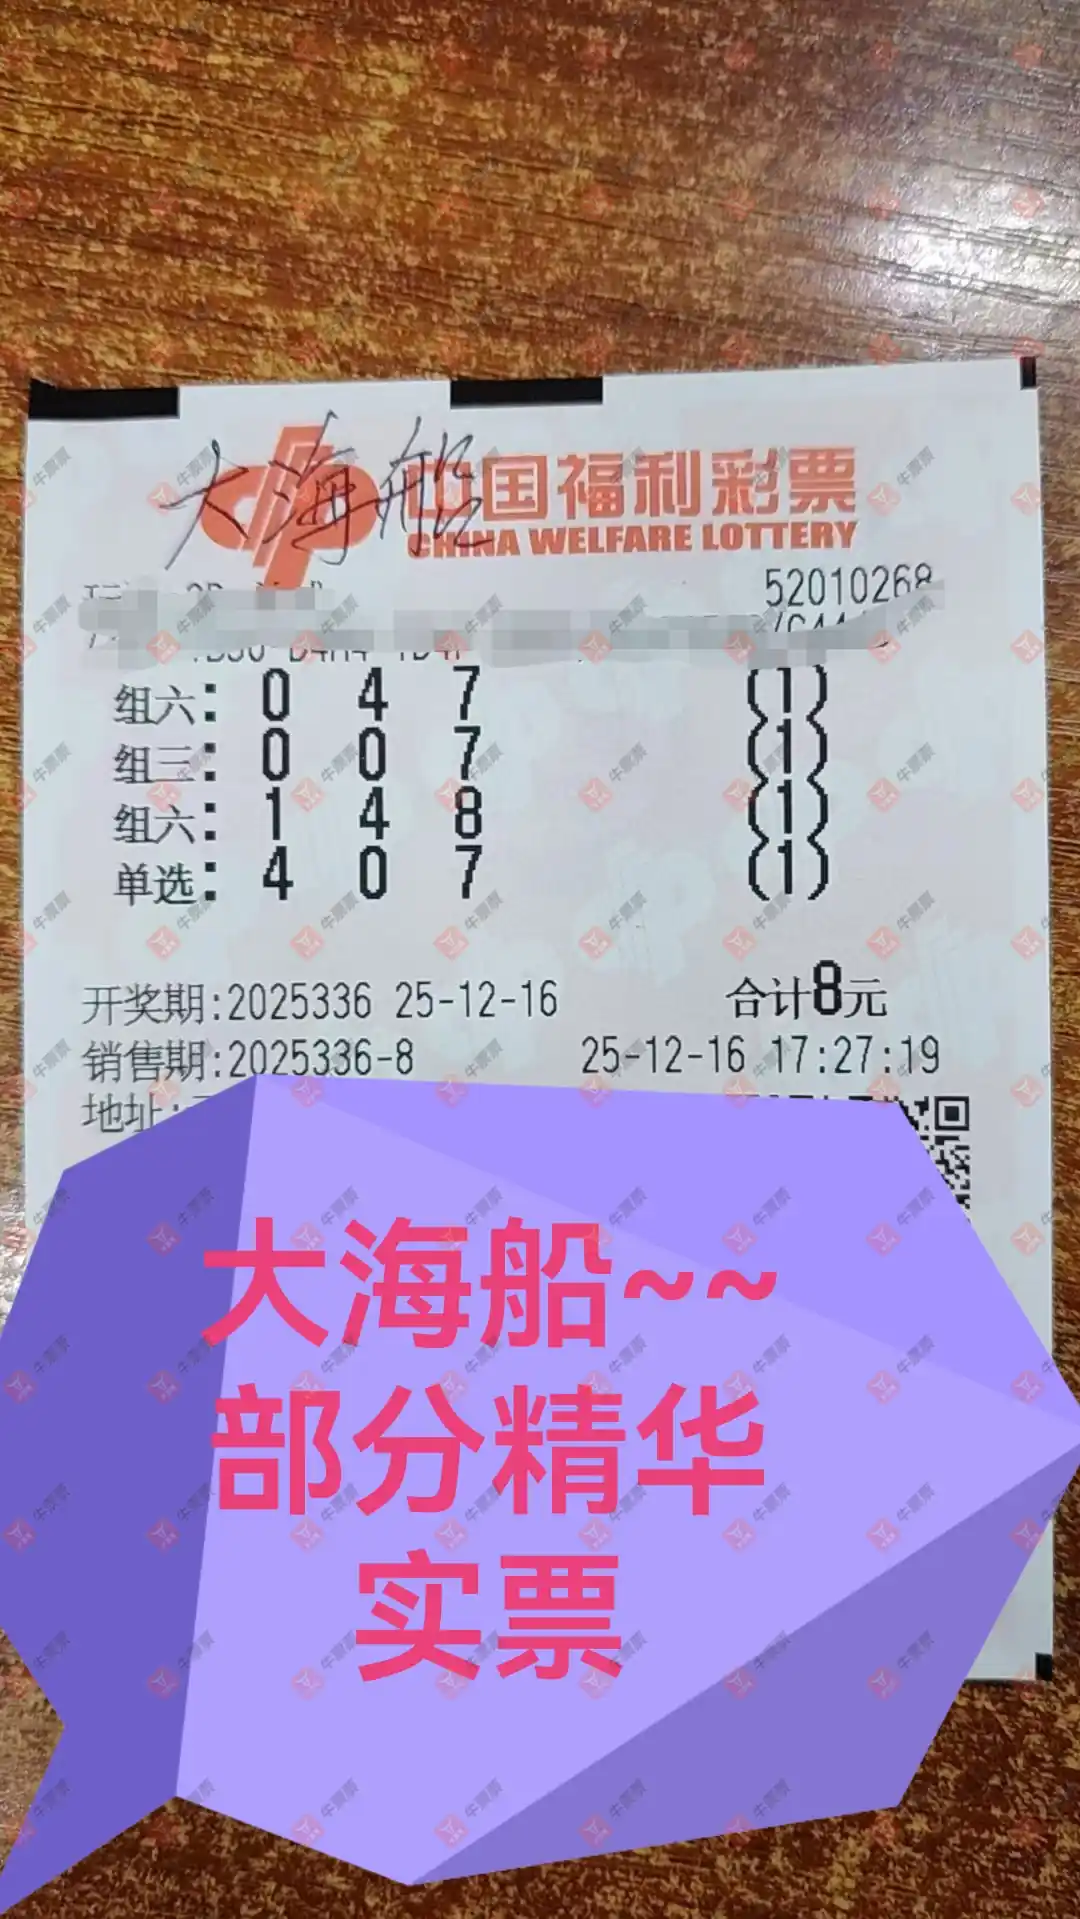 大海船
中国福利彩票
CHINA WELFARE LOTTERY
52010268
组六: 0 4 7 (1)
组三: 0 0 7 (1)
组六: 1 4 8 (1)
单选: 4 0 7 (1)
开奖期:2025336 25-12-16 合计8元
销售期:2025336-8 25-12-16 17:27:19
地址:
大海船~~
部分精华
实票
牛票票